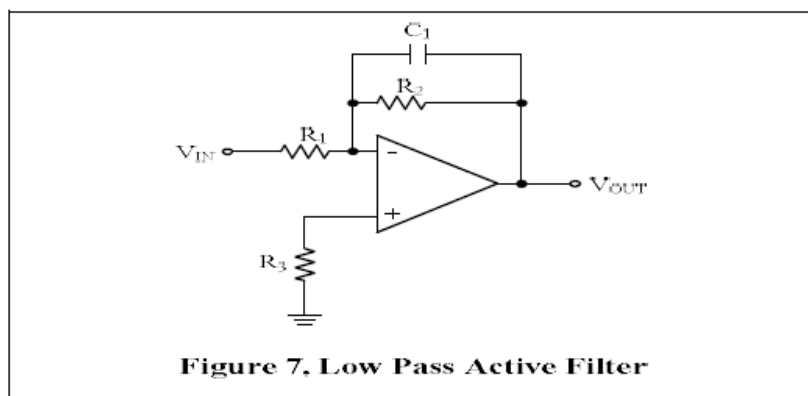 C1
R2
R1
VIN
-
+
VOUT
R3
Figure 7, Low Pass Active Filter